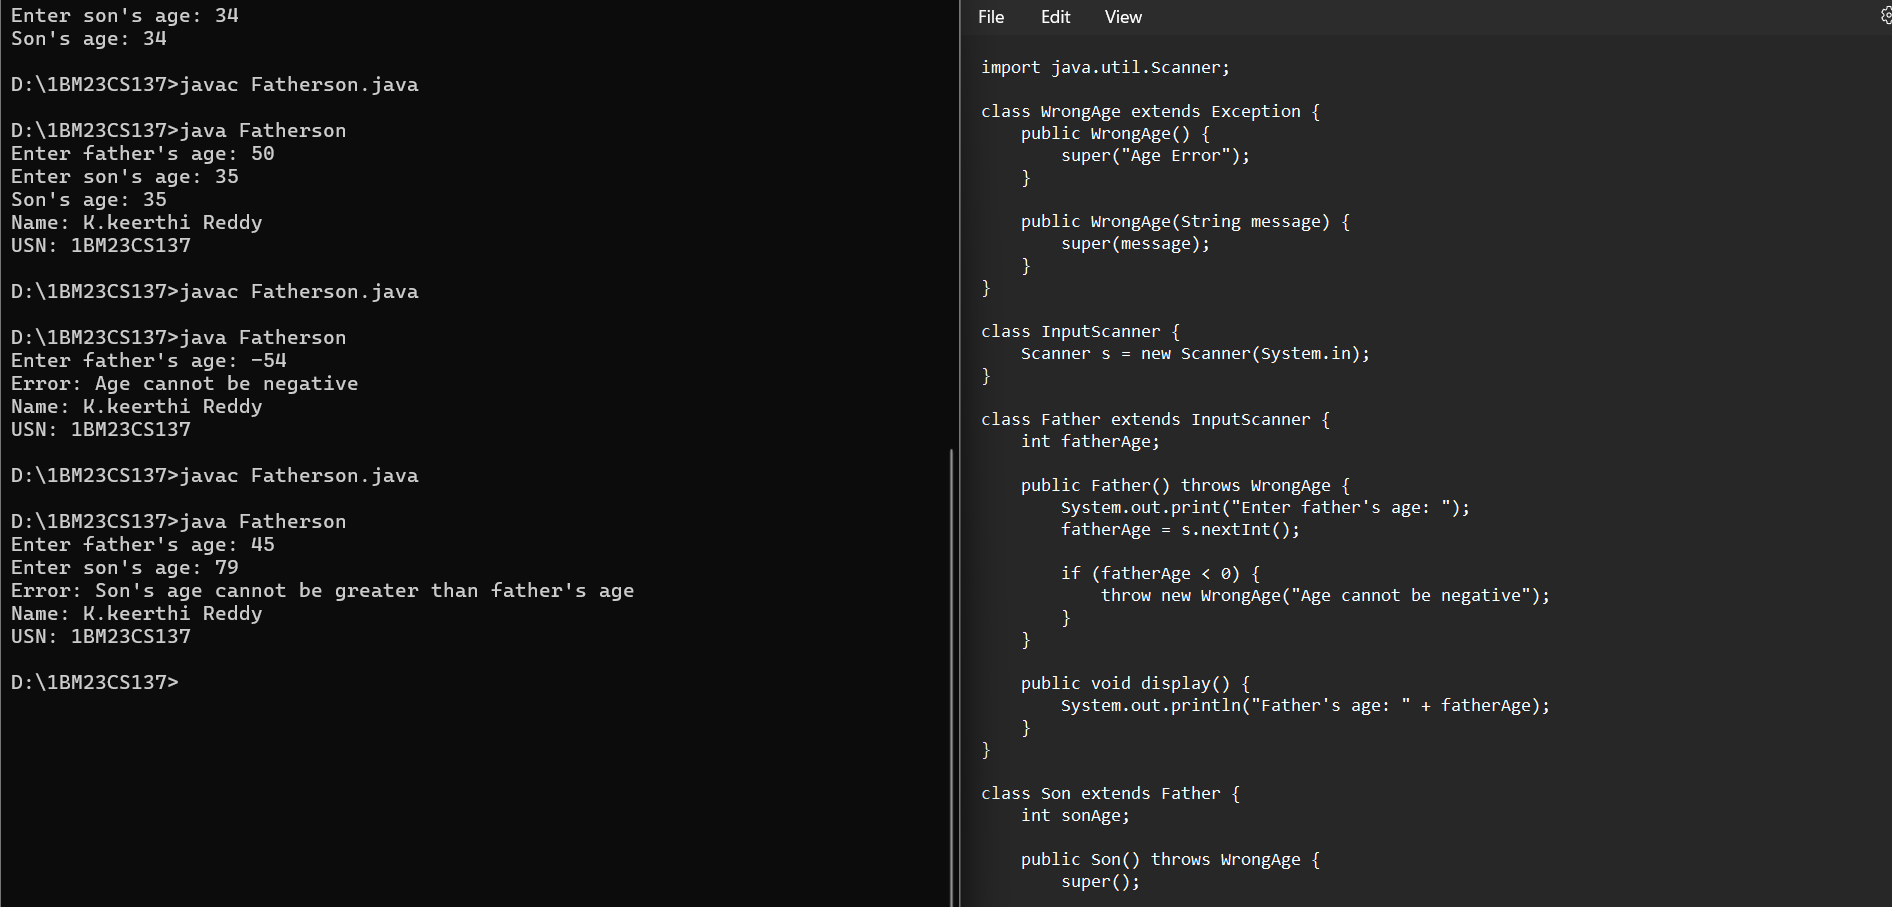 Enter son's age: 34
Son's age: 34
D:\1BM23CS137>javac Fatherson.java
D:\1BM23CS137>java Fatherson
Enter father's age: 50
Enter son's age: 35
Son's age: 35
Name: K.keerthi Reddy
USN: 1BM23CS137
D:\1BM23CS137>javac Fatherson.java
D:\1BM23CS137>java Fatherson
Enter father's age: -54
Error: Age cannot be negative
Name: K.keerthi Reddy
USN: 1BM23CS137
D:\1BM23CS137>javac Fatherson.java
D:\1BM23CS137>java Fatherson
Enter father's age: 45
Enter son's age: 79
Error: Son's age cannot be greater than father's age
Name: K.keerthi Reddy
USN: 1BM23CS137
D:\1BM23CS137>
File Edit View
import java.util.Scanner;
class WrongAge extends Exception {
    public WrongAge() {
        super("Age Error");
    }
    public WrongAge(String message) {
        super(message);
    }
}
class InputScanner {
    Scanner s = new Scanner(System.in);
}
class Father extends InputScanner {
    int fatherAge;
    public Father() throws WrongAge {
        System.out.print("Enter father's age: ");
        fatherAge = s.nextInt();
        if (fatherAge < 0) {
            throw new WrongAge("Age cannot be negative");
        }
    }
    public void display() {
        System.out.println("Father's age: " + fatherAge);
    }
}
class Son extends Father {
    int sonAge;
    public Son() throws WrongAge {
        super();